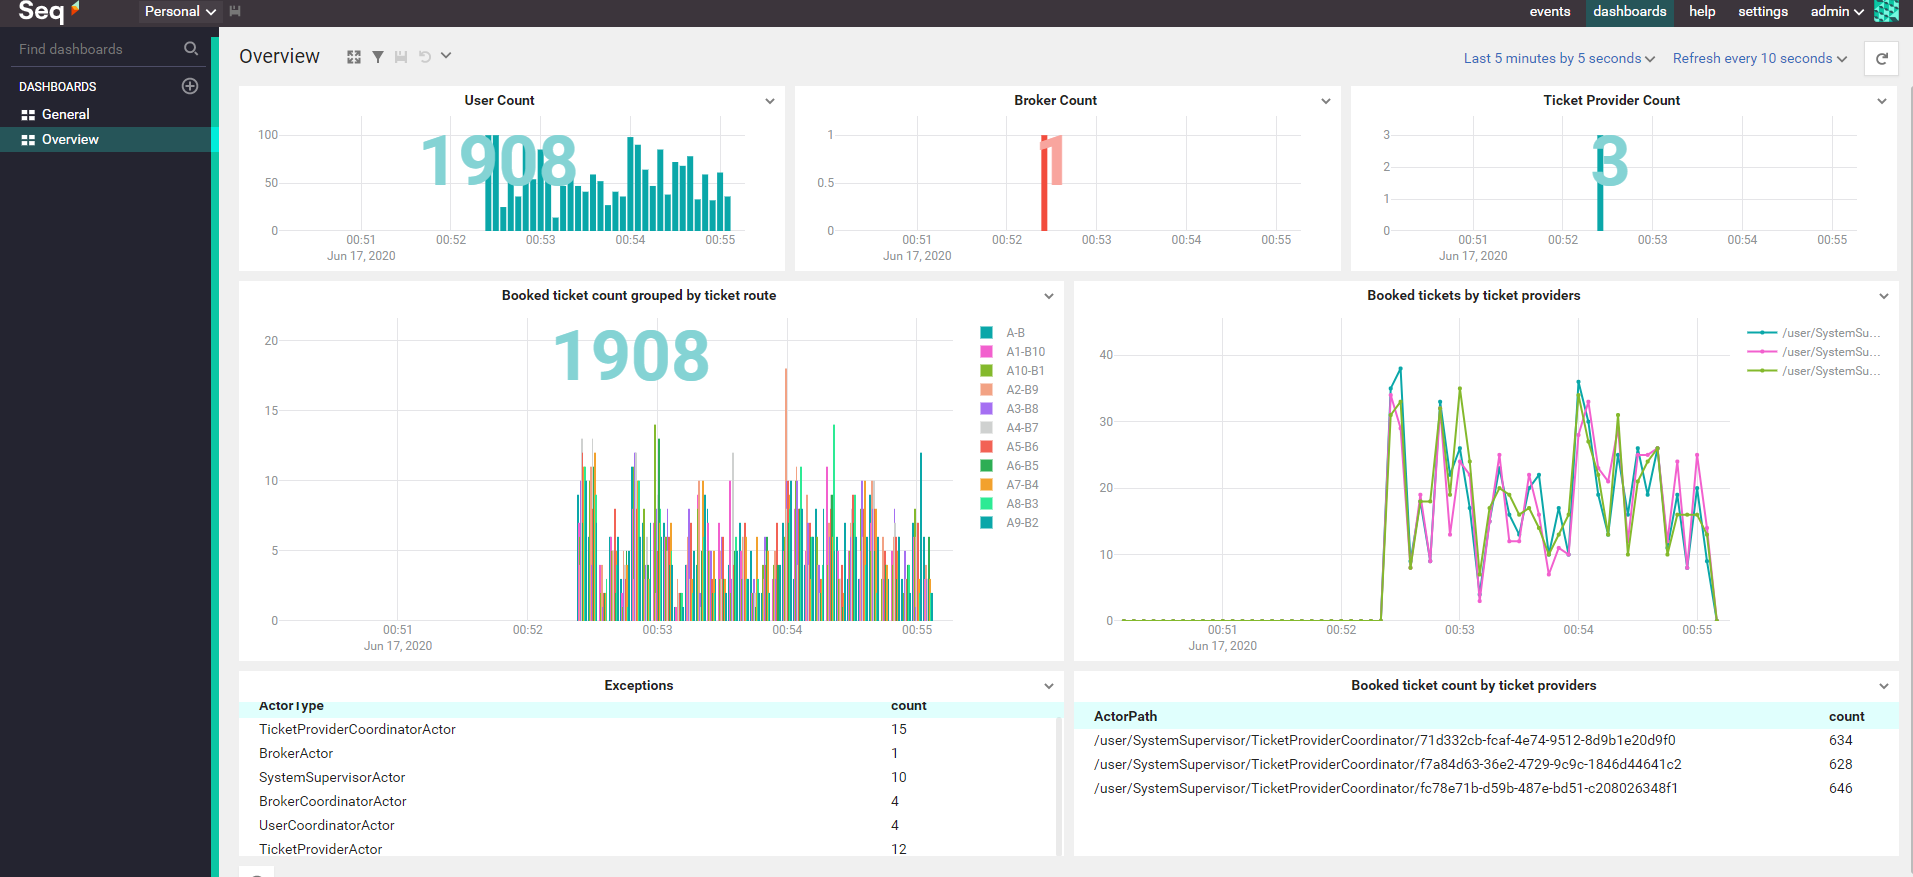 Seq
Personal
events dashboards help settings admin
Find dashboards
DASHBOARDS
General
Overview
Overview
Last 5 minutes by 5 seconds Refresh every 10 seconds
User Count
1908
100
50
0
00:51 00:52 00:53 00:54 00:55
Jun 17, 2020
Broker Count
1
1
0.5
0
00:51 00:52 00:53 00:54 00:55
Jun 17, 2020
Ticket Provider Count
3
3
2
1
0
00:51 00:52 00:53 00:54 00:55
Jun 17, 2020
Booked ticket count grouped by ticket route
1908
20
15
10
5
0
00:51 00:52 00:53 00:54 00:55
Jun 17, 2020
A-B
A1-B10
A10-B1
A2-B9
A3-B8
A4-B7
A5-B6
A6-B5
A7-B4
A8-B3
A9-B2
Booked tickets by ticket providers
40
30
20
10
0
00:51 00:52 00:53 00:54 00:55
Jun 17, 2020
/user/SystemSu...
/user/SystemSu...
/user/SystemSu...
Exceptions
ActorType count
TicketProviderCoordinatorActor 15
BrokerActor 1
SystemSupervisorActor 10
BrokerCoordinatorActor 4
UserCoordinatorActor 4
TicketProviderActor 12
Booked ticket count by ticket providers
ActorPath count
/user/SystemSupervisor/TicketProviderCoordinator/71d332cb-fcaf-4e74-9512-8d9b1e20d9f0 634
/user/SystemSupervisor/TicketProviderCoordinator/f7a84d63-36e2-4729-9c9c-1846d44641c2 628
/user/SystemSupervisor/TicketProviderCoordinator/fc78e71b-d59b-487e-bd51-c208026348f1 646